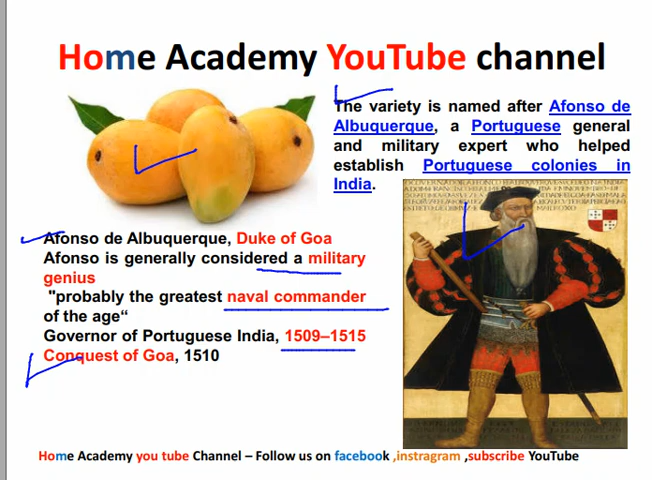 Home Academy YouTube channel
The variety is named after Afonso de
Albuquerque, a Portuguese general
and military expert who helped
establish Portuguese colonies in
India.
Afonso de Albuquerque, Duke of Goa
Afonso is generally considered a military
genius
"probably the greatest naval commander
of the age“
Governor of Portuguese India, 1509–1515
Conquest of Goa, 1510
Home Academy you tube Channel – Follow us on facebook ,instragram ,subscribe YouTube